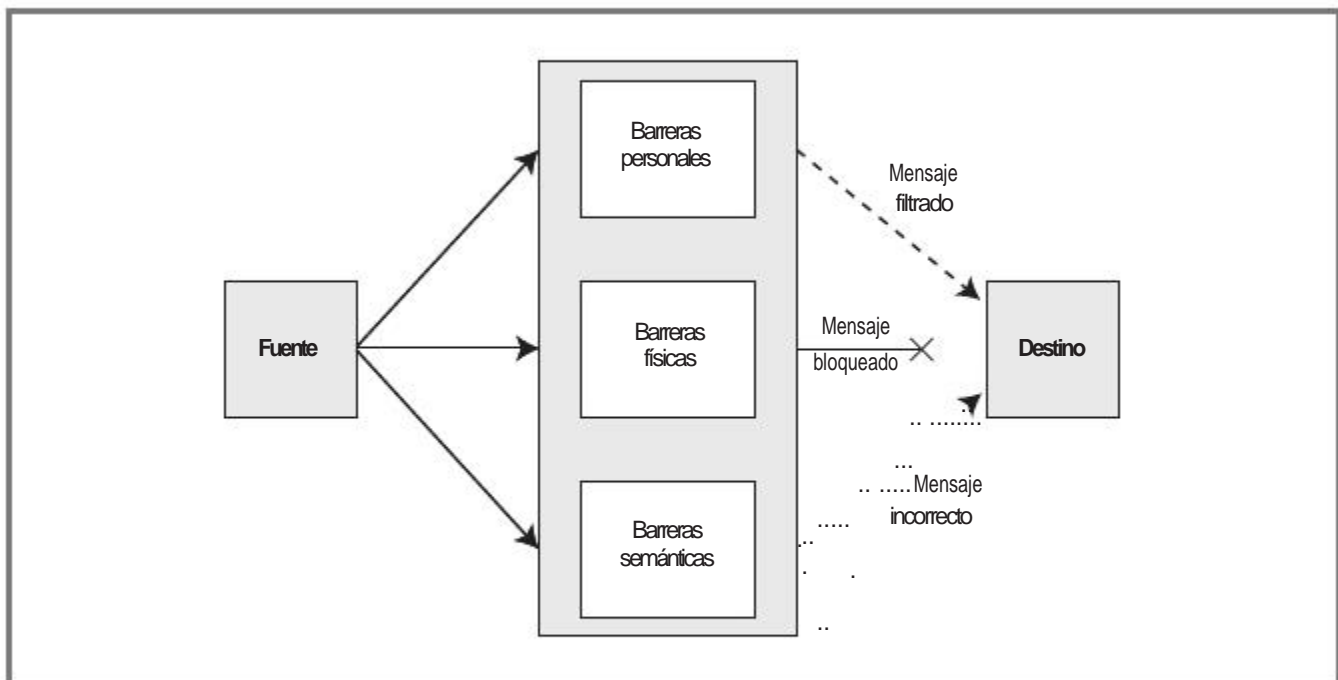 Barreras
personales
Mensaje
filtrado
Fuente
Barreras
físicas
Mensaje
bloqueado
Destino
Barreras
semánticas
Mensaje
incorrecto